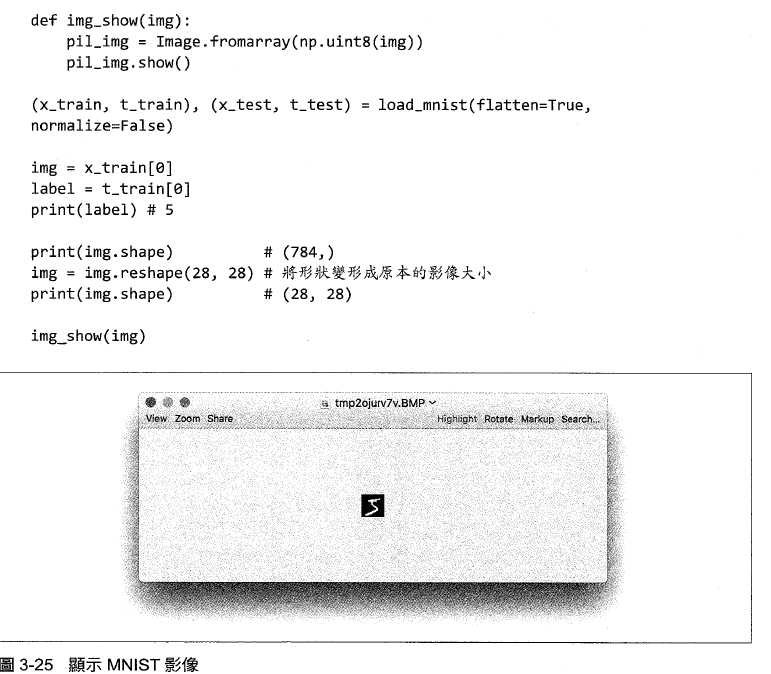 def img_show(img):
    pil_img = Image.fromarray(np.uint8(img))
    pil_img.show()
(x_train, t_train), (x_test, t_test) = load_mnist(flatten=True,
normalize=False)
img = x_train[0]
label = t_train[0]
print(label) # 5
print(img.shape)           # (784,)
img = img.reshape(28, 28) # 將形狀變形成原本的影像大小
print(img.shape)           # (28, 28)
img_show(img)
tmp2ojurv7v.BMP
View Zoom Share Highlight Rotate Markup Search...
5
圖 3-25 顯示 MNIST 影像